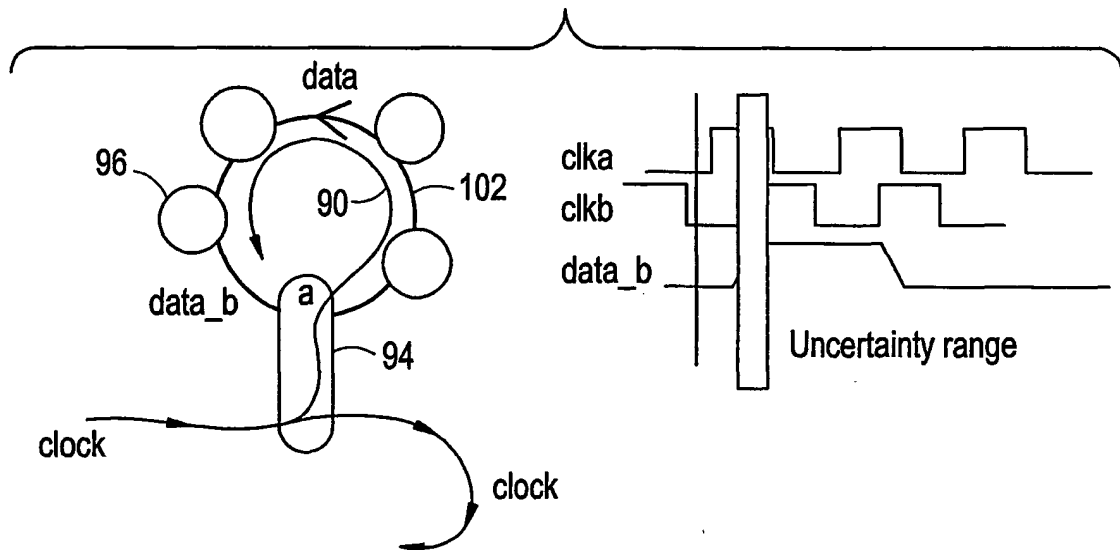 data
96
90
102
data_b
a
94
clock
clock
clka
clkb
data_b
Uncertainty range